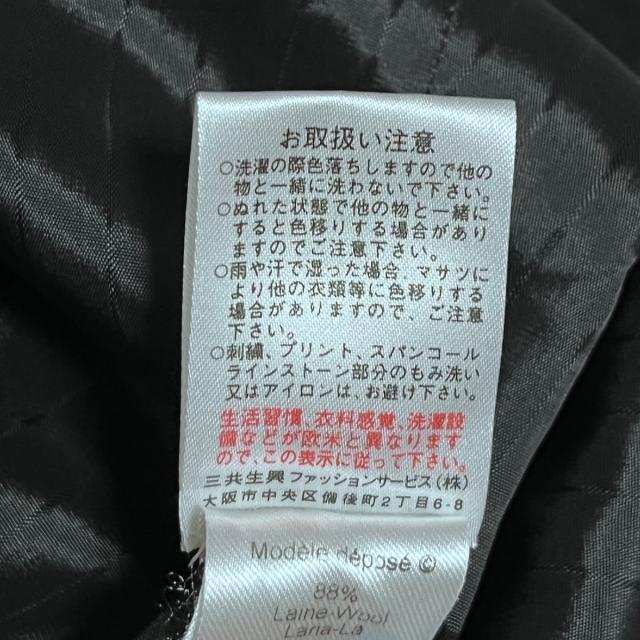 お取扱い注意
○洗濯の際色落ちしますので他の
物と一緒に洗わないで下さい。
○ぬれた状態で他の物と一緒に
すると色移りする場合があり
ますのでご注意下さい。
○雨や汗で湿った場合、マサツに
より他の衣類等に色移りする
場合がありますので、ご注意
下さい。
○刺繍、プリント、スパンコール
ラインストーン部分のもみ洗い
又はアイロンは、お避け下さい。
生活習慣、衣料感覚、洗濯設
備などが欧米と異なります
ので、この表示に従って下さい。
三共生興ファッションサービス(株)
大阪市中央区備後町2丁目6-8
Modèle déposé ©
88%
Laine-Wool
Lana-La